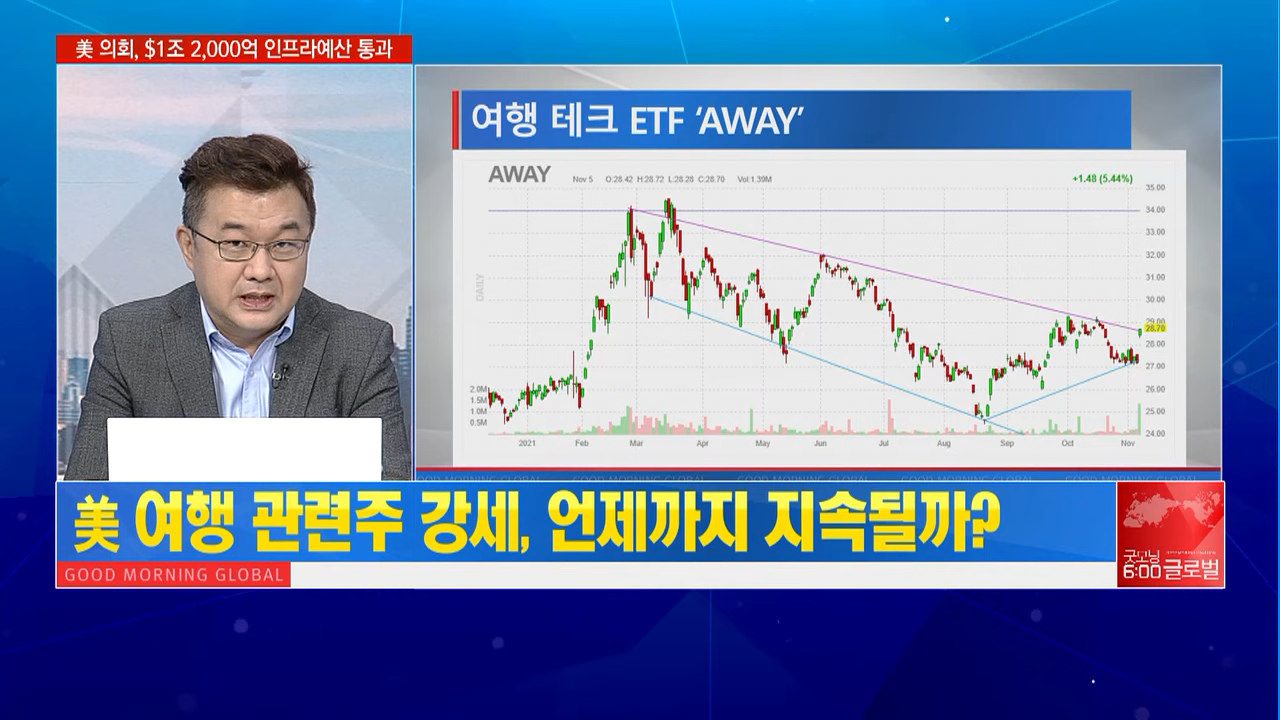 美 의회, $1조 2,000억 인프라예산 통과
여행 테크 ETF ‘AWAY’
AWAY
Nov 5 O:28.42 H:28.72 L:28.28 C:28.70 Vol:1.39M
+1.48 (5.44%)
35.00
34.00
33.00
32.00
31.00
30.00
29.00
28.70
28.00
27.00
26.00
25.00
24.00
DAILY
2.0M
1.5M
1.0M
0.5M
2021 Feb Mar Apr May Jun Jul Aug Sep Oct Nov
美 여행 관련주 강세, 언제까지 지속될까?
GOOD MORNING GLOBAL
굿모닝
6:00 글로벌